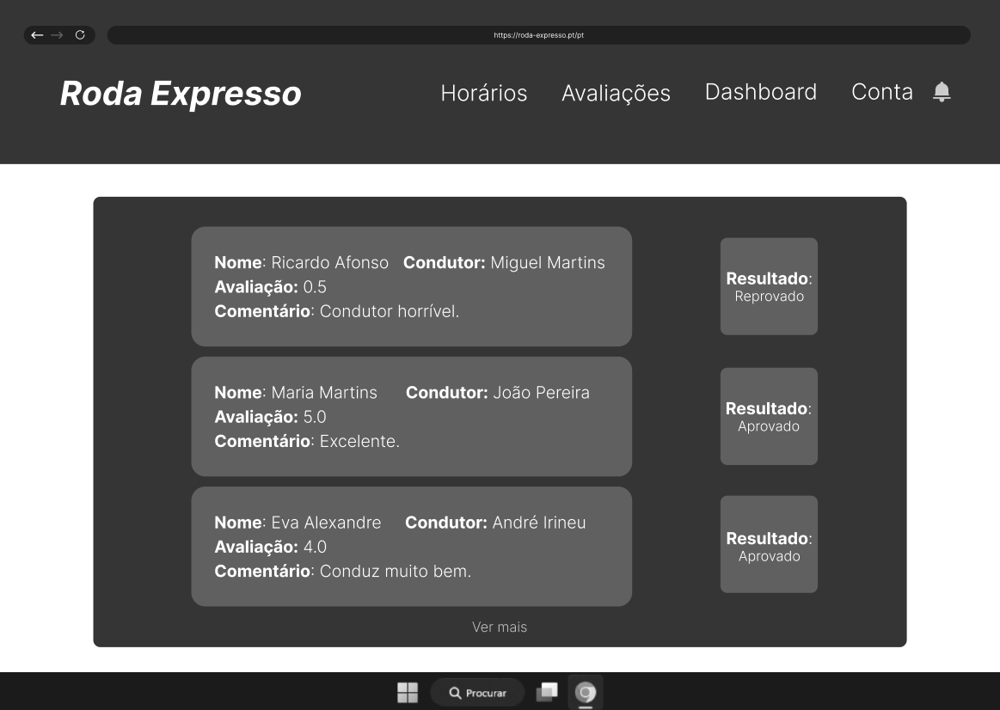 https://roda-expresso.pt/pt
Roda Expresso
Horários
Avaliações
Dashboard
Conta
Nome: Ricardo Afonso Condutor: Miguel Martins
Avaliação: 0.5
Comentário: Condutor horrível.
Resultado:
Reprovado
Nome: Maria Martins Condutor: João Pereira
Avaliação: 5.0
Comentário: Excelente.
Resultado:
Aprovado
Nome: Eva Alexandre Condutor: André Irineu
Avaliação: 4.0
Comentário: Conduz muito bem.
Resultado:
Aprovado
Ver mais
Procurar